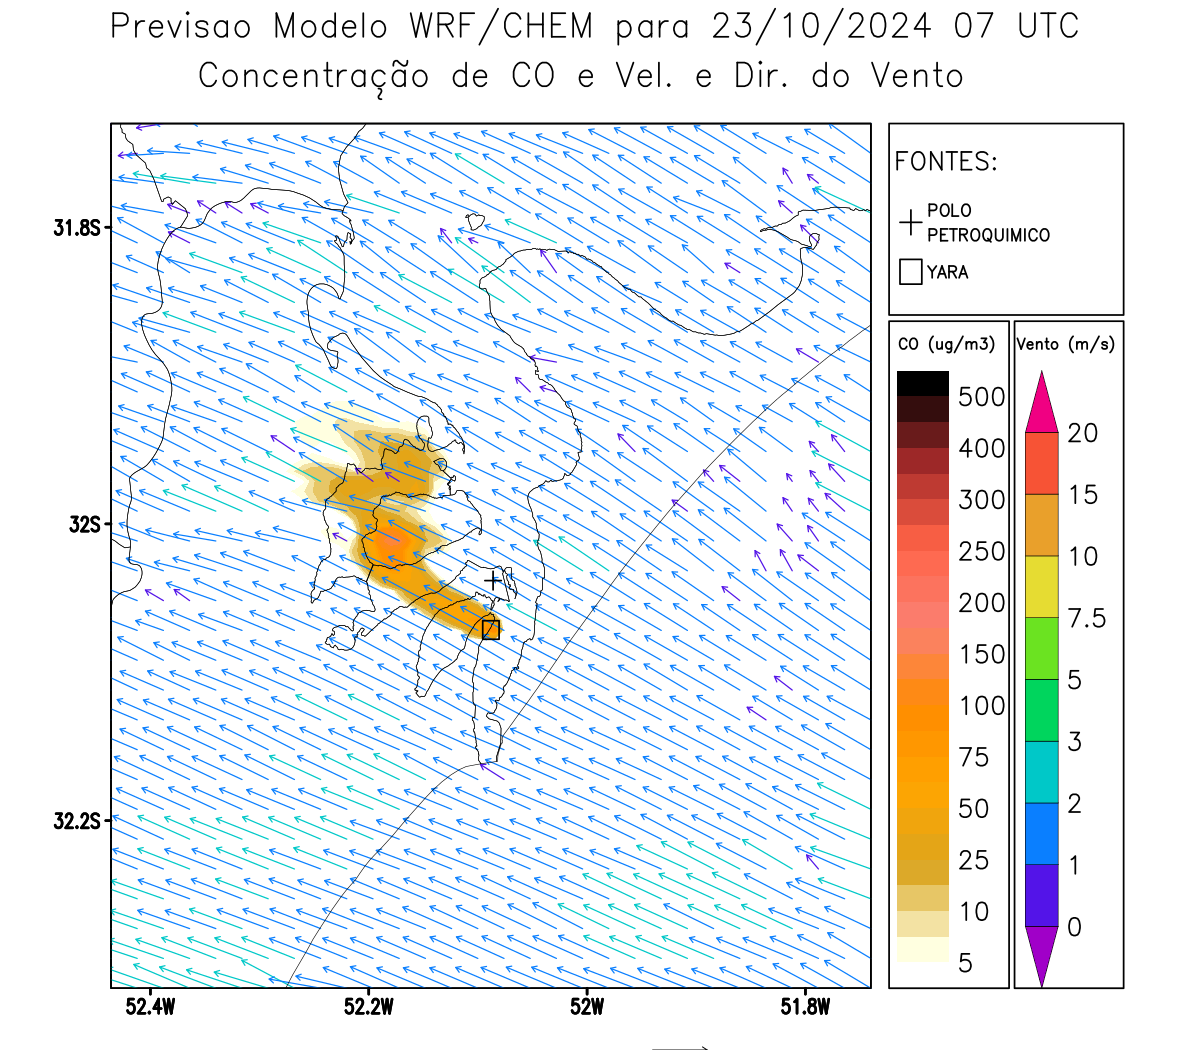 Previsao Modelo WRF/CHEM para 23/10/2024 07 UTC
Concentração de CO e Vel. e Dir. do Vento
FONTES:
POLO
PETROQUIMICO
YARA
CO (ug/m3)
500
400
300
250
200
150
100
75
50
25
10
5
Vento (m/s)
20
15
10
7.5
5
3
2
1
0
31.8S
32S
32.2S
52.4W
52.2W
52W
51.8W